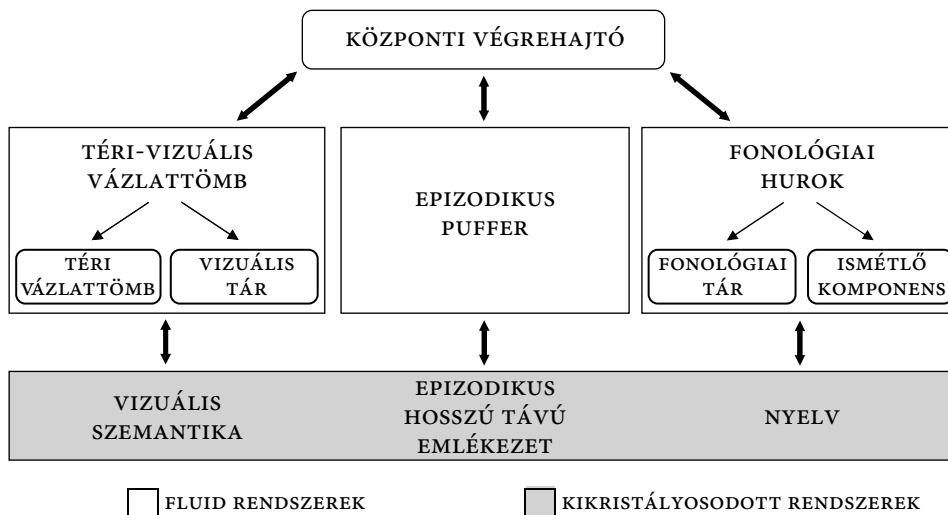 KÖZPONTI VÉGREHAJTÓ
TÉRI-VIZUÁLIS
VÁZLATTÖMB
TÉRI
VÁZLATTÖMB
VIZUÁLIS
TÁR
EPIZODIKUS
PUFFER
FONOLÓGIAI
HUROK
FONOLÓGIAI
TÁR
ISMÉTLŐ
KOMPONENS
VIZUÁLIS
SZEMANTIKA
EPIZODIKUS
HOSSZÚ TÁVÚ
EMLÉKEZET
NYELV
FLUID RENDSZEREK
KIKRISTÁLYOSODOTT RENDSZEREK